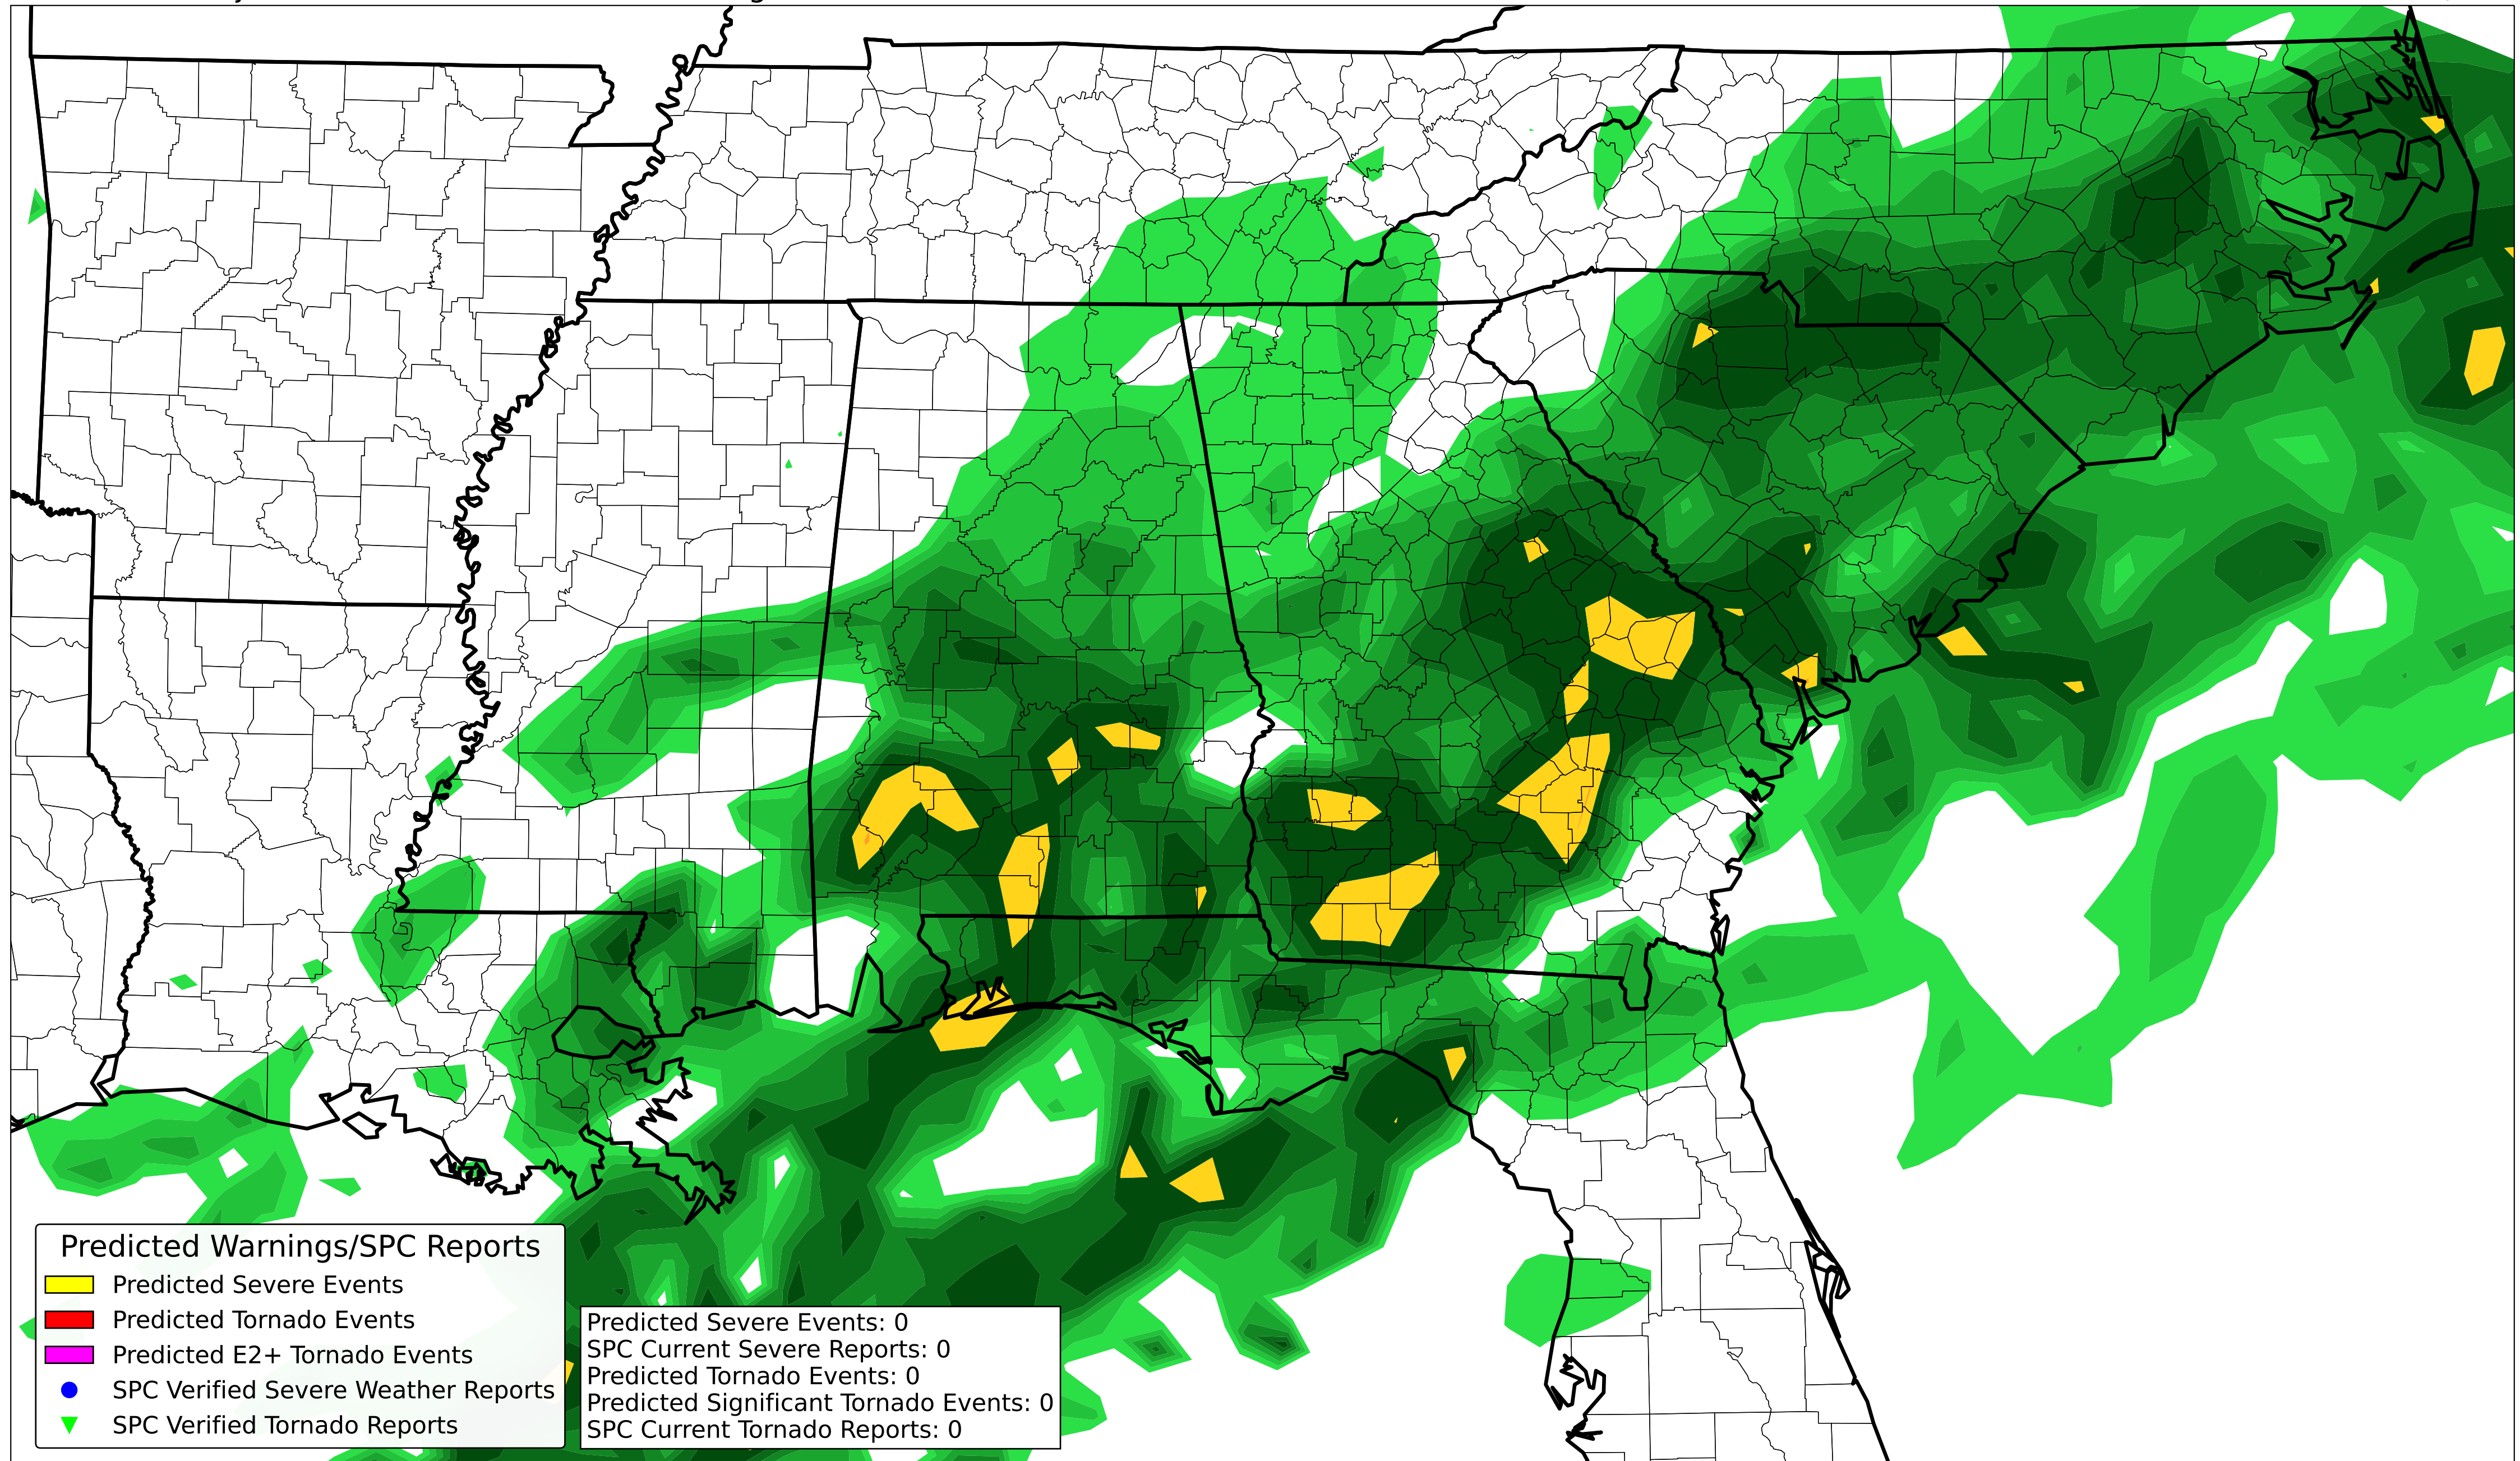 Predicted Warnings/SPC Reports
Predicted Severe Events
Predicted Tornado Events
Predicted E2+ Tornado Events
SPC Verified Severe Weather Reports
SPC Verified Tornado Reports
Predicted Severe Events: 0
SPC Current Severe Reports: 0
Predicted Tornado Events: 0
Predicted Significant Tornado Events: 0
SPC Current Tornado Reports: 0